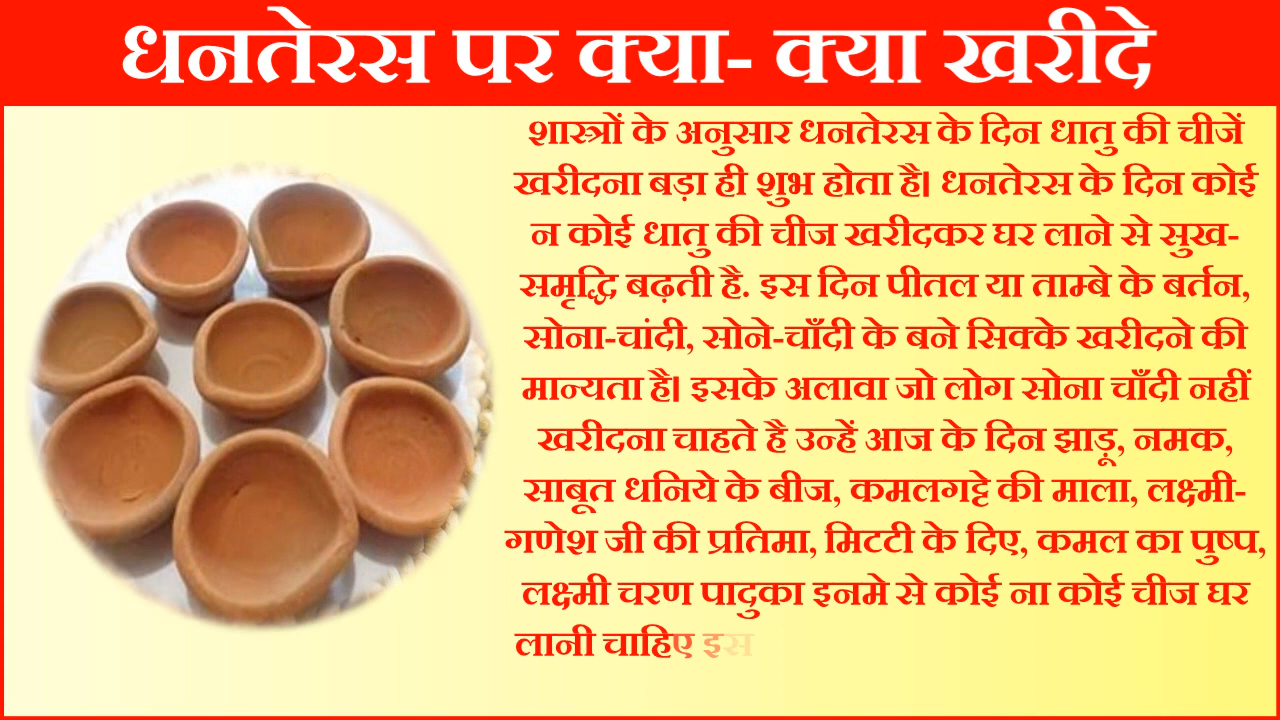 धनतेरस पर क्या- क्या खरीदे
शास्त्रों के अनुसार धनतेरस के दिन धातु की चीजें
खरीदना बड़ा ही शुभ होता है। धनतेरस के दिन कोई
न कोई धातु की चीज खरीदकर घर लाने से सुख-
समृद्धि बढ़ती है. इस दिन पीतल या ताम्बे के बर्तन,
सोना-चांदी, सोने-चाँदी के बने सिक्के खरीदने की
मान्यता है। इसके अलावा जो लोग सोना चाँदी नहीं
खरीदना चाहते है उन्हें आज के दिन झाड़ू, नमक,
साबूत धनिये के बीज, कमलगट्टे की माला, लक्ष्मी-
गणेश जी की प्रतिमा, मिटटी के दिए, कमल का पुष्प,
लक्ष्मी चरण पादुका इनमे से कोई ना कोई चीज घर
लानी चाहिए इस